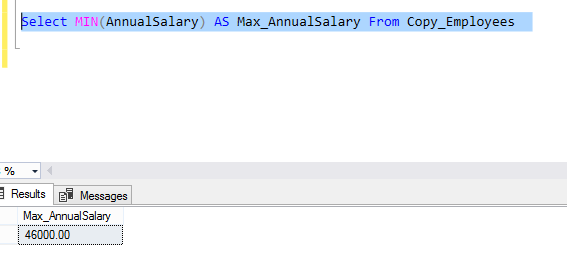 Select MIN(AnnualSalary) AS Max_AnnualSalary From Copy_Employees
%
Results Messages
Max_AnnualSalary
46000.00